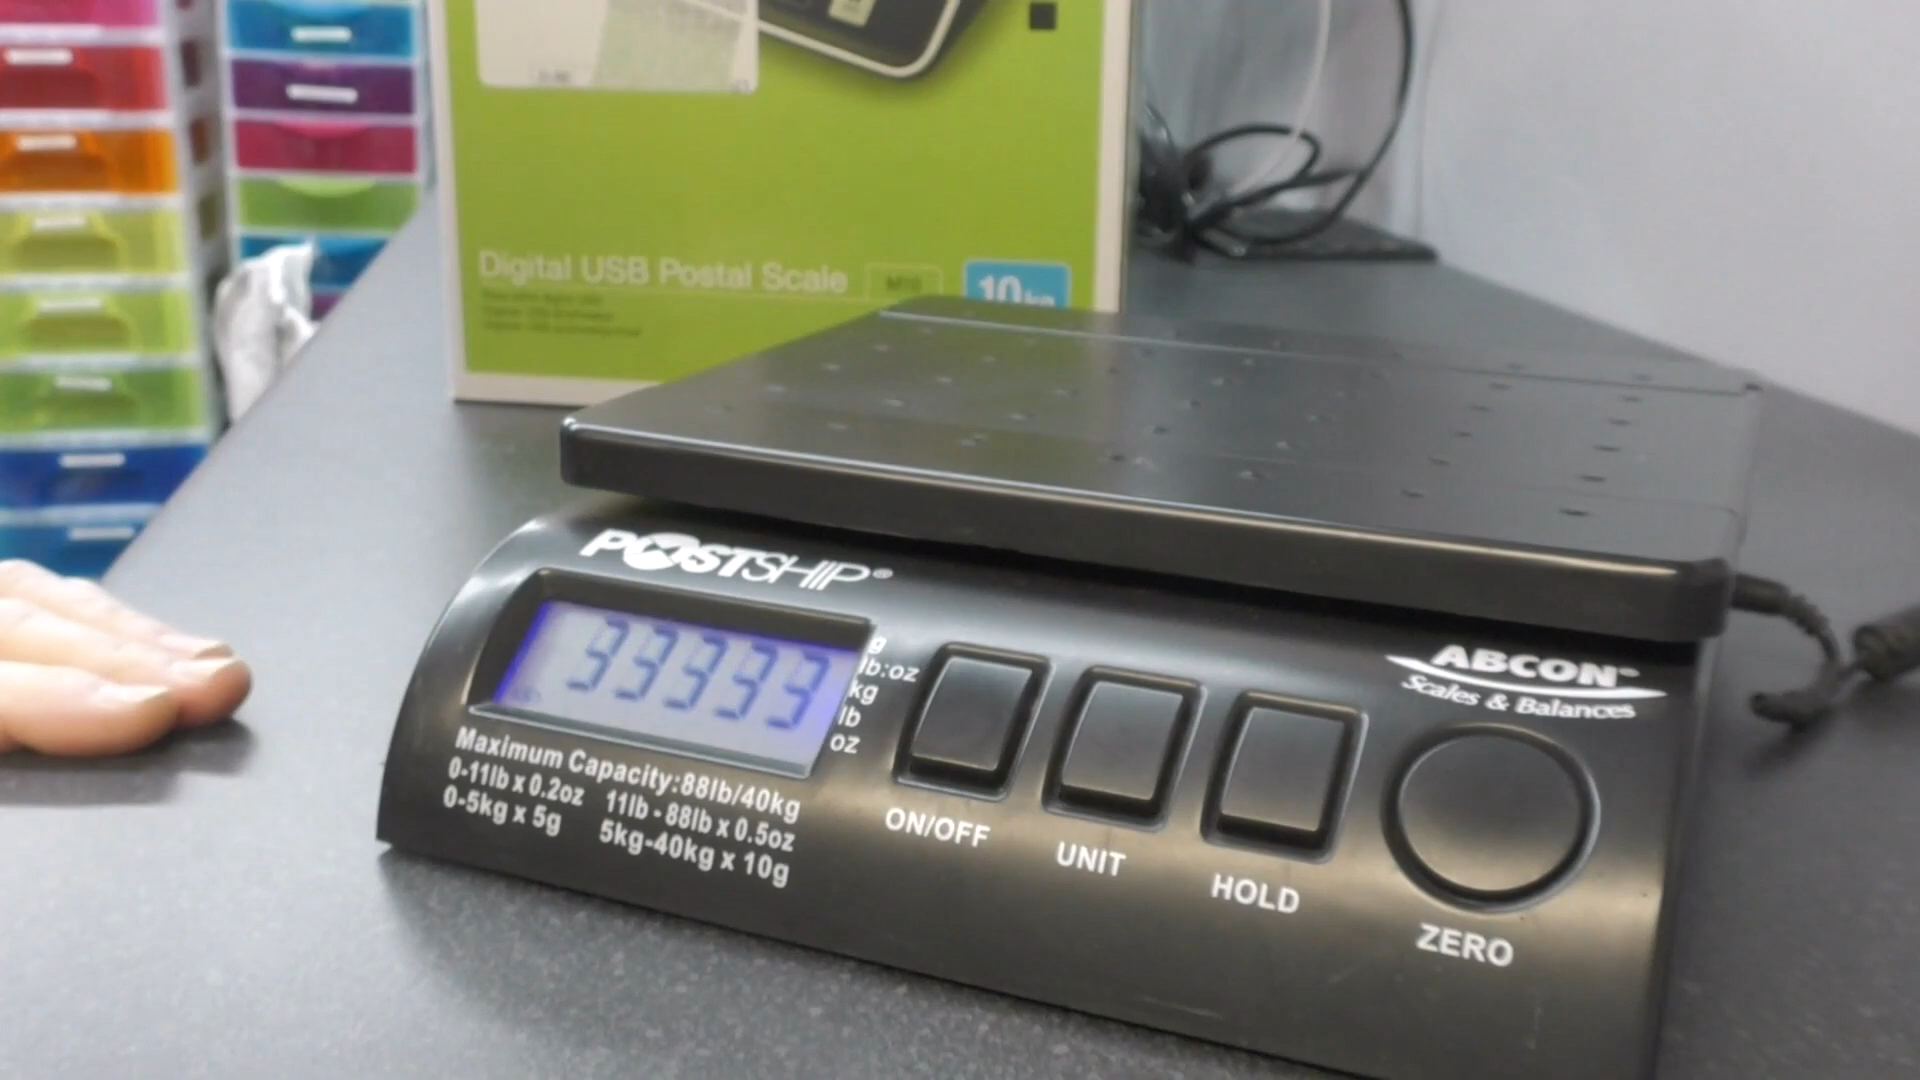 Digital USB Postal Scale M10 10kg
POSTSHIP®
33333
g
lb:oz
kg
lb
oz
Maximum Capacity:88lb/40kg
0-11lb x 0.2oz 11lb - 88lb x 0.5oz
0-5kg x 5g 5kg-40kg x 10g
ON/OFF
UNIT
HOLD
ZERO
ABCON®
Scales & Balances